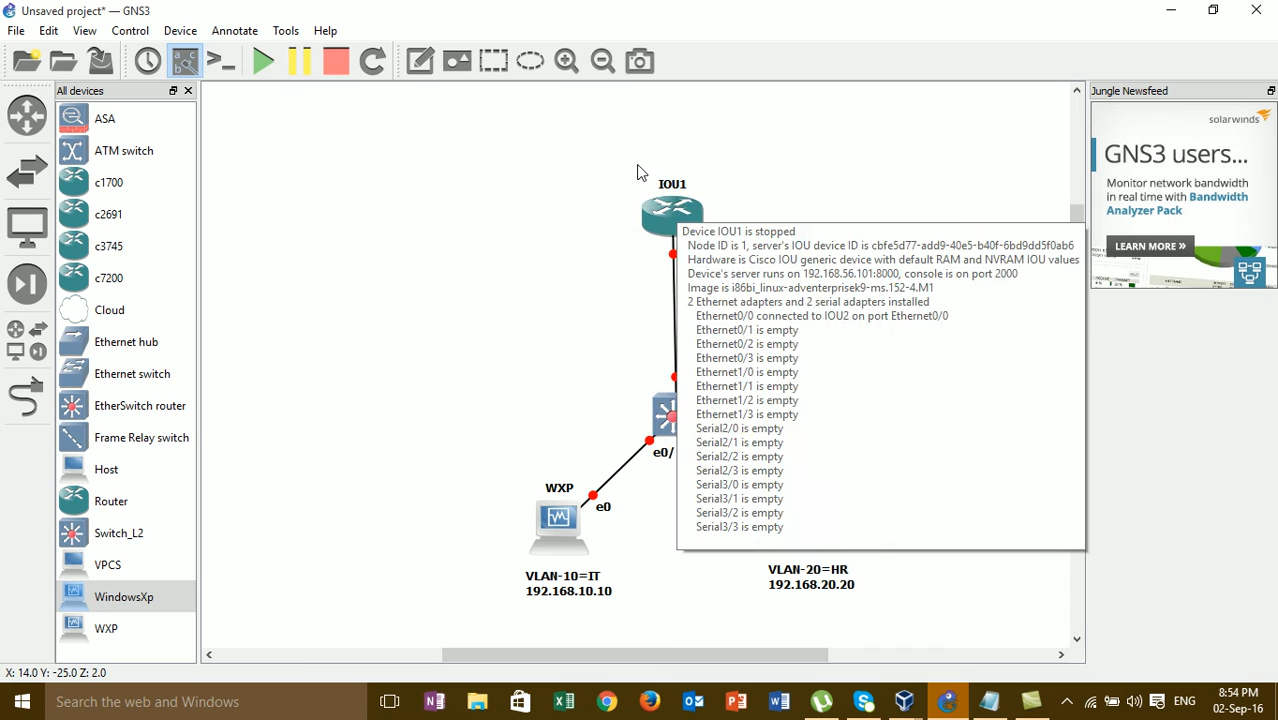 Unsaved project* — GNS3
File Edit View Control Device Annotate Tools Help
All devices
ASA
ATM switch
c1700
c2691
c3745
c7200
Cloud
Ethernet hub
Ethernet switch
EtherSwitch router
Frame Relay switch
Host
Router
Switch_L2
VPCS
WindowsXp
WXP
IOU1
Device IOU1 is stopped
Node ID is 1, server's IOU device ID is cbfe5d77-add9-40e5-b40f-6bd9dd5f0ab6
Hardware is Cisco IOU generic device with default RAM and NVRAM IOU values
Device's server runs on 192.168.56.101:8000, console is on port 2000
Image is i86bi_linux-adventerprisek9-ms.152-4.M1
2 Ethernet adapters and 2 serial adapters installed
Ethernet0/0 connected to IOU2 on port Ethernet0/0
Ethernet0/1 is empty
Ethernet0/2 is empty
Ethernet0/3 is empty
Ethernet1/0 is empty
Ethernet1/1 is empty
Ethernet1/2 is empty
Ethernet1/3 is empty
Serial2/0 is empty
Serial2/1 is empty
Serial2/2 is empty
Serial2/3 is empty
Serial3/0 is empty
Serial3/1 is empty
Serial3/2 is empty
Serial3/3 is empty
e0/
WXP
e0
VLAN-10=IT
192.168.10.10
VLAN-20=HR
192.168.20.20
Jungle Newsfeed
solarwinds
GNS3 users...
Monitor network bandwidth
in real time with Bandwidth
Analyzer Pack
LEARN MORE »
X: 14.0 Y: -25.0 Z: 2.0
Search the web and Windows
ENG
8:54 PM
02-Sep-16